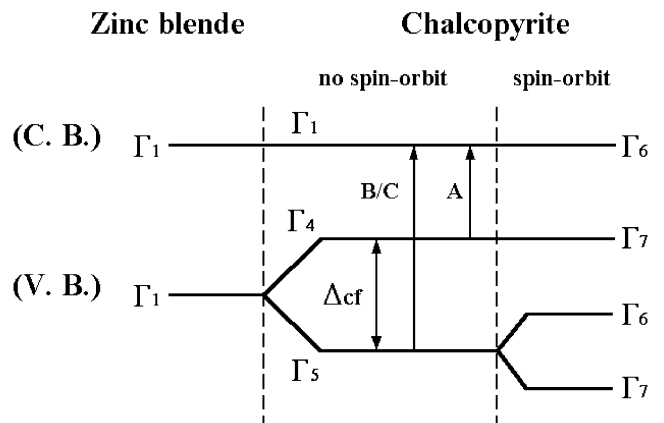 Zinc blende Chalcopyrite
no spin-orbit spin-orbit
(C. B.) Γ1 Γ1 Γ6
B/C A
Γ4 Γ7
(V. B.) Γ1 Δcf Γ6
Γ5 Γ7